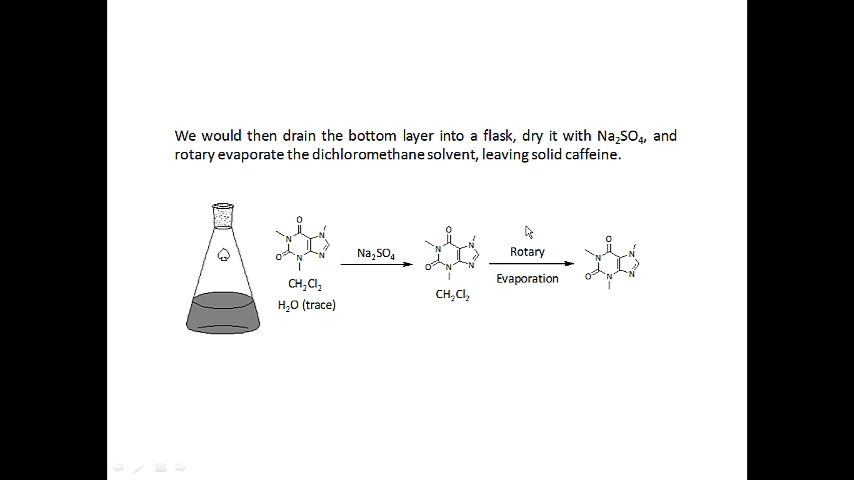 We would then drain the bottom layer into a flask, dry it with Na₂SO₄, and
rotary evaporate the dichloromethane solvent, leaving solid caffeine.
O
N
N
O
N
N
CH₂Cl₂
H₂O (trace)
Na₂SO₄
O
N
N
O
N
N
CH₂Cl₂
Rotary
Evaporation
O
N
N
O
N
N